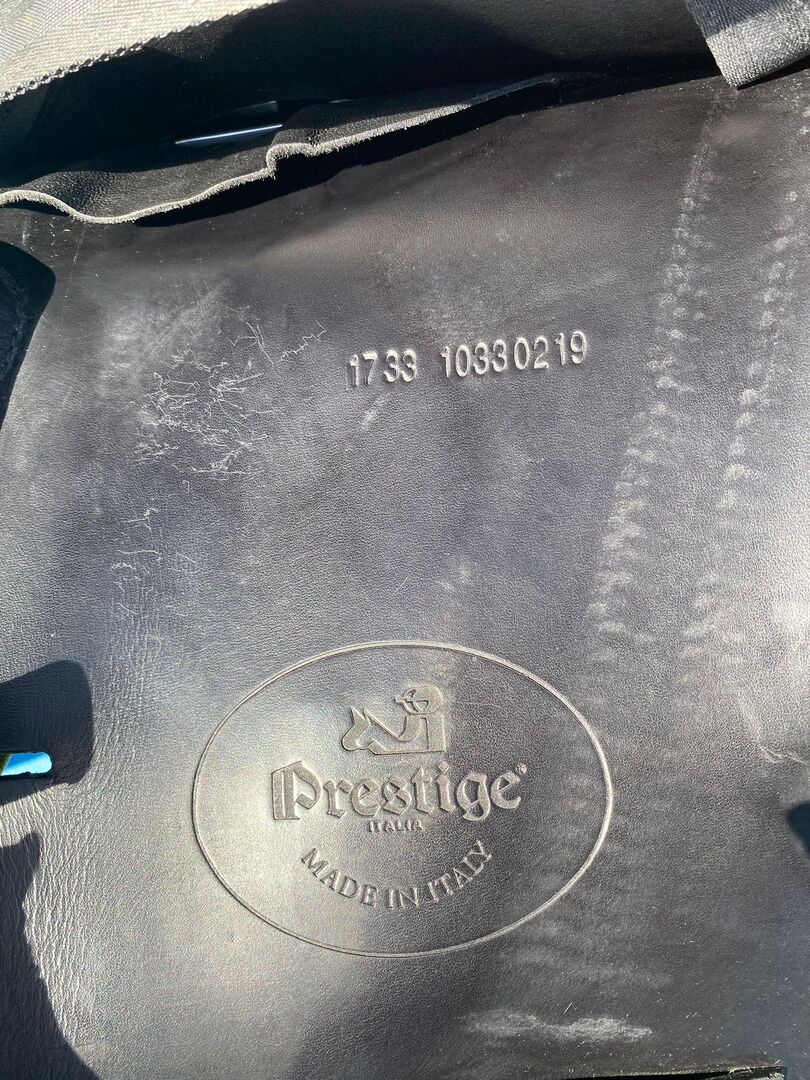 1733 10330219
Prestige®
ITALIA
MADE IN ITALY